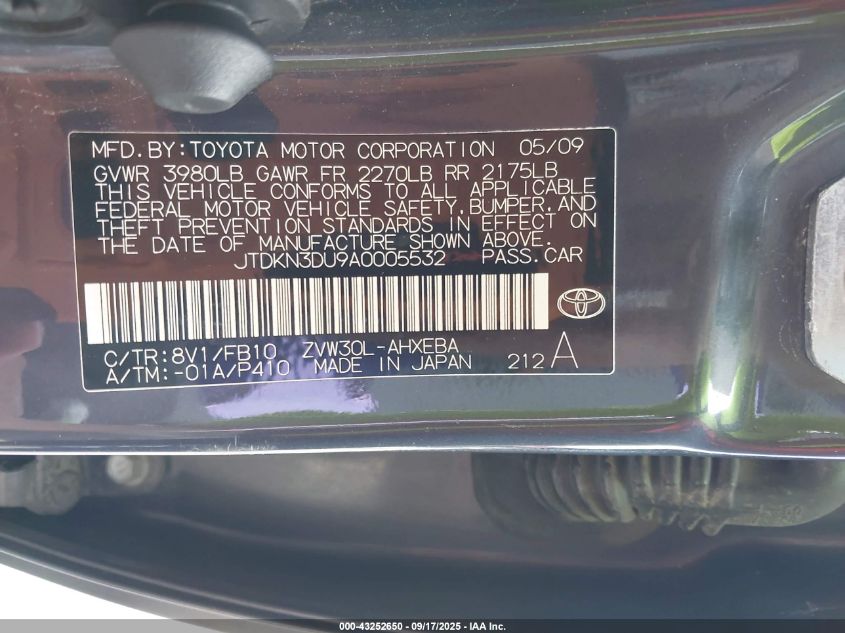 MFD.BY:TOYOTA MOTOR CORPORATION 05/09
GVWR 3980LB GAWR FR 2270LB RR 2175LB
THIS VEHICLE CONFORMS TO ALL APPLICABLE
FEDERAL MOTOR VEHICLE SAFETY,BUMPER,AND
THEFT PREVENTION STANDARDS IN EFFECT ON
THE DATE OF MANUFACTURE SHOWN ABOVE.
JTDKN3DU9A0005532 PASS.CAR
C/TR:8V1/FB10 ZVW30L-AHXEBA
A/TM:-01A/P410 MADE IN JAPAN 212 A
000-43252650 - 09/17/2025 - IAA Inc.